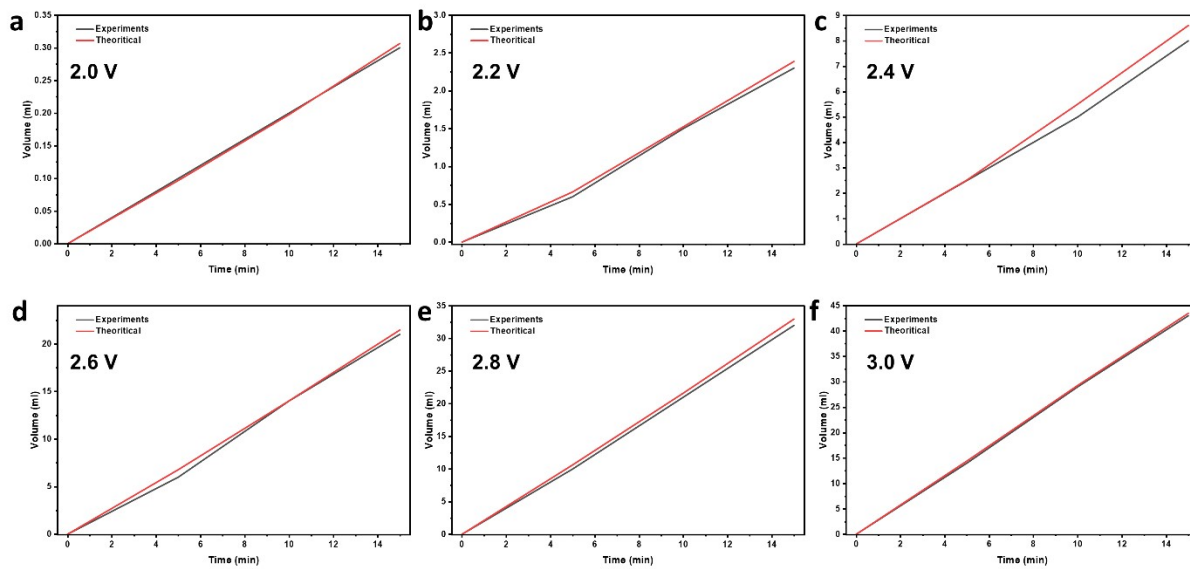 a
0.35
0.30
0.25
0.20
0.15
0.10
0.05
0.00
Volume (ml)
Experiments
Theoritical
2.0 V
0 2 4 6 8 10 12 14
Time (min)
b
3.0
2.5
2.0
1.5
1.0
0.5
0.0
Volume (ml)
Experiments
Theoritical
2.2 V
0 2 4 6 8 10 12 14
Time (min)
c
9
8
7
6
5
4
3
2
1
0
Volume (ml)
Experiments
Theoritical
2.4 V
0 2 4 6 8 10 12 14
Time (min)
d
20
15
10
5
0
Volume (ml)
Experiments
Theoritical
2.6 V
0 2 4 6 8 10 12 14
Time (min)
e
35
30
25
20
15
10
5
0
Volume (ml)
Experiments
Theoritical
2.8 V
0 2 4 6 8 10 12 14
Time (min)
f
45
40
35
30
25
20
15
10
5
0
Volume (ml)
Experiments
Theoritical
3.0 V
0 2 4 6 8 10 12 14
Time (min)